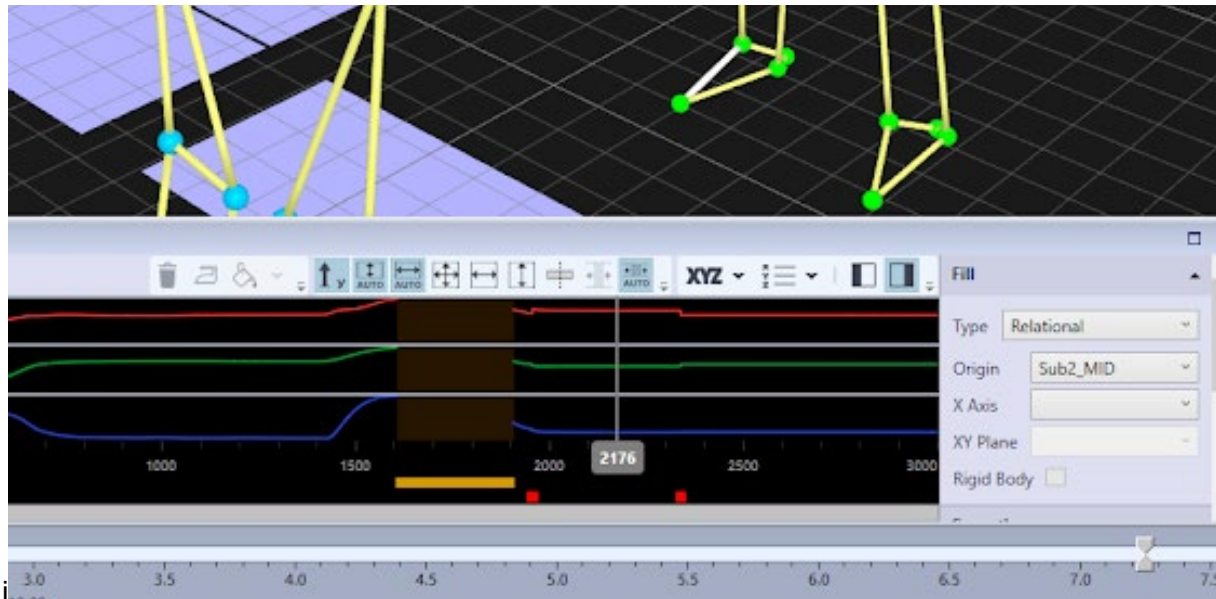 y AUTO AUTO AUTO XYZ X Y Z Fill
Type Relational
Origin Sub2_MID
X Axis
XY Plane
1000 1500 2000 2176 2500 3000
Rigid Body
i 3.0 3.5 4.0 4.5 5.0 5.5 6.0 6.5 7.0 7.5